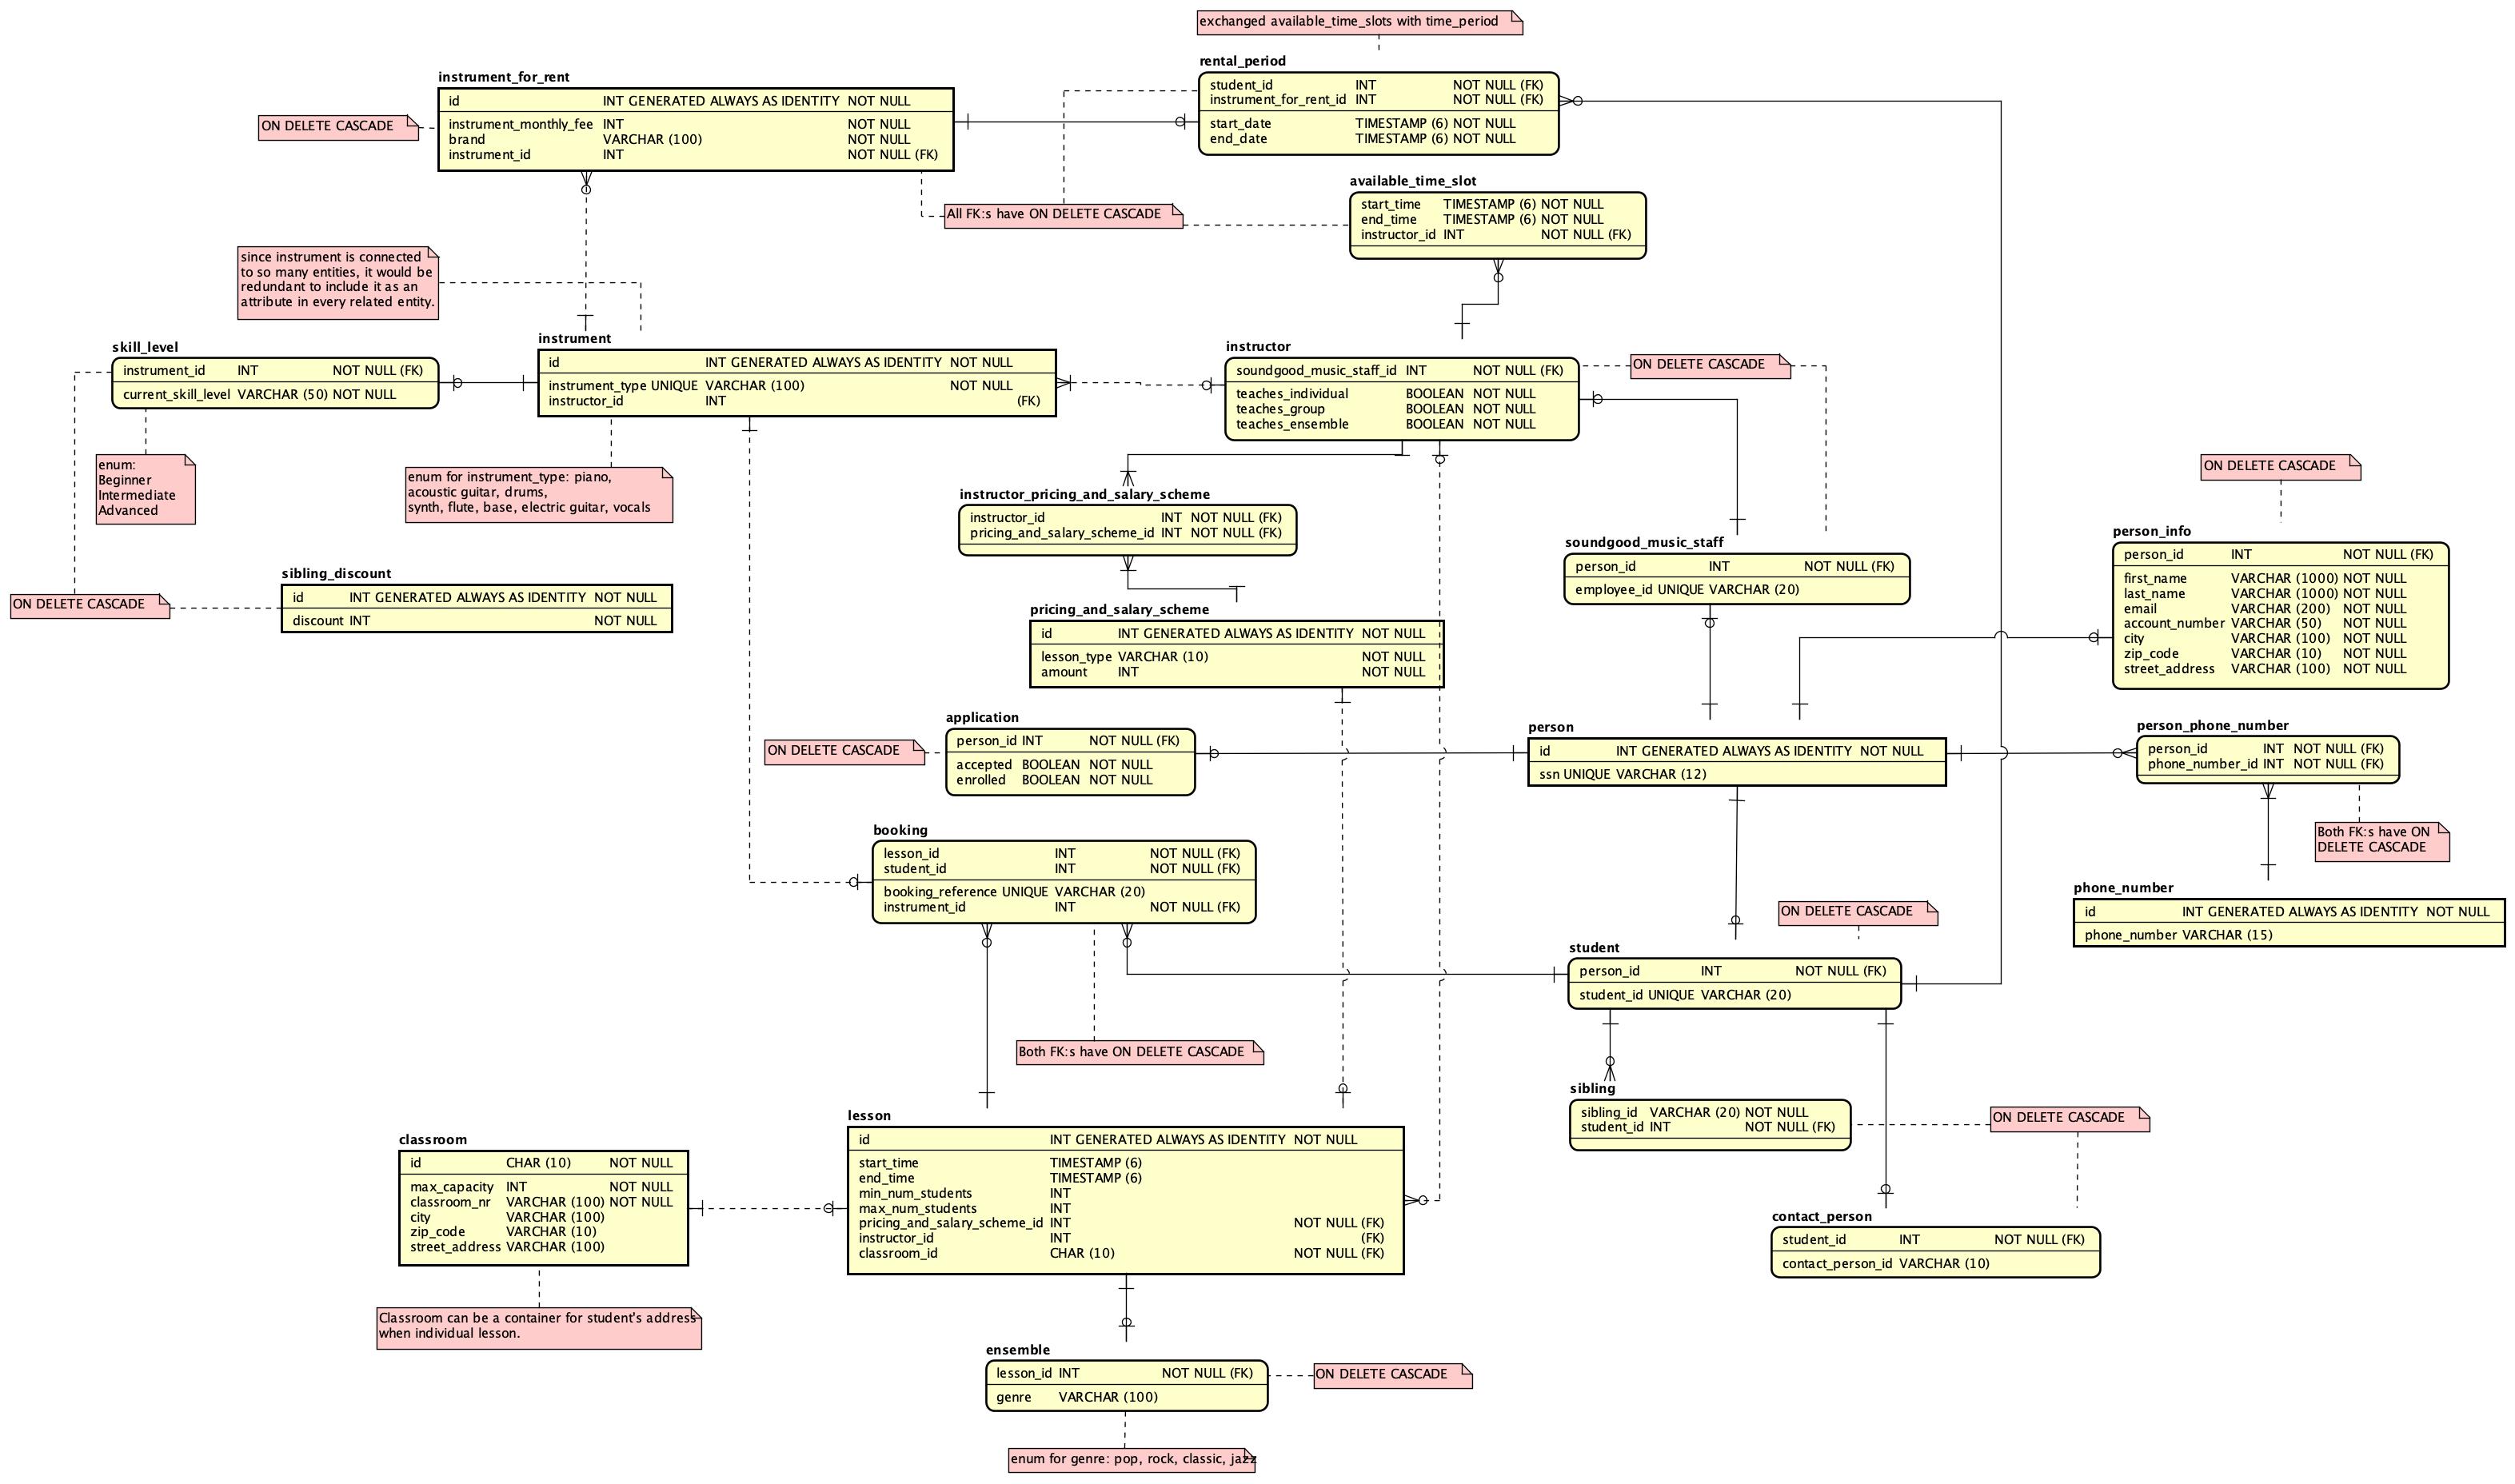 exchanged available_time_slots with time_period
rental_period
student_id INT NOT NULL (FK)
instrument_for_rent_id INT NOT NULL (FK)
start_date TIMESTAMP (6) NOT NULL
end_date TIMESTAMP (6) NOT NULL
instrument_for_rent
id INT GENERATED ALWAYS AS IDENTITY NOT NULL
instrument_monthly_fee INT NOT NULL
brand VARCHAR (100) NOT NULL
instrument_id INT NOT NULL (FK)
ON DELETE CASCADE
available_time_slot
start_time TIMESTAMP (6) NOT NULL
end_time TIMESTAMP (6) NOT NULL
instructor_id INT NOT NULL (FK)
All FK:s have ON DELETE CASCADE
since instrument is connected
to so many entities, it would be
redundant to include it as an
attribute in every related entity.
skill_level
instrument_id INT NOT NULL (FK)
current_skill_level VARCHAR (50) NOT NULL
instrument
id INT GENERATED ALWAYS AS IDENTITY NOT NULL
instrument_type UNIQUE VARCHAR (100) NOT NULL
instructor_id INT (FK)
instructor
soundgood_music_staff_id INT NOT NULL (FK)
teaches_individual BOOLEAN NOT NULL
teaches_group BOOLEAN NOT NULL
teaches_ensemble BOOLEAN NOT NULL
ON DELETE CASCADE
enum:
Beginner
Intermediate
Advanced
enum for instrument_type: piano,
acoustic guitar, drums,
synth, flute, base, electric guitar, vocals
instructor_pricing_and_salary_scheme
instructor_id INT NOT NULL (FK)
pricing_and_salary_scheme_id INT NOT NULL (FK)
ON DELETE CASCADE
soundgood_music_staff
person_id INT NOT NULL (FK)
employee_id UNIQUE VARCHAR (20)
person_info
person_id INT NOT NULL (FK)
first_name VARCHAR (1000) NOT NULL
last_name VARCHAR (1000) NOT NULL
email VARCHAR (200) NOT NULL
account_number VARCHAR (50) NOT NULL
city VARCHAR (100) NOT NULL
zip_code VARCHAR (10) NOT NULL
street_address VARCHAR (100) NOT NULL
ON DELETE CASCADE
sibling_discount
id INT GENERATED ALWAYS AS IDENTITY NOT NULL
discount INT NOT NULL
pricing_and_salary_scheme
id INT GENERATED ALWAYS AS IDENTITY NOT NULL
lesson_type VARCHAR (10) NOT NULL
amount INT NOT NULL
application
person_id INT NOT NULL (FK)
accepted BOOLEAN NOT NULL
enrolled BOOLEAN NOT NULL
ON DELETE CASCADE
person
id INT GENERATED ALWAYS AS IDENTITY NOT NULL
ssn UNIQUE VARCHAR (12)
person_phone_number
person_id INT NOT NULL (FK)
phone_number_id INT NOT NULL (FK)
Both FK:s have ON
DELETE CASCADE
booking
lesson_id INT NOT NULL (FK)
student_id INT NOT NULL (FK)
booking_reference UNIQUE VARCHAR (20)
instrument_id INT NOT NULL (FK)
phone_number
id INT GENERATED ALWAYS AS IDENTITY NOT NULL
phone_number VARCHAR (15)
ON DELETE CASCADE
student
person_id INT NOT NULL (FK)
student_id UNIQUE VARCHAR (20)
Both FK:s have ON DELETE CASCADE
sibling
sibling_id VARCHAR (20) NOT NULL
student_id INT NOT NULL (FK)
ON DELETE CASCADE
lesson
id INT GENERATED ALWAYS AS IDENTITY NOT NULL
start_time TIMESTAMP (6)
end_time TIMESTAMP (6)
min_num_students INT
max_num_students INT
pricing_and_salary_scheme_id INT NOT NULL (FK)
instructor_id INT (FK)
classroom_id CHAR (10) NOT NULL (FK)
classroom
id CHAR (10) NOT NULL
max_capacity INT NOT NULL
classroom_nr VARCHAR (100) NOT NULL
city VARCHAR (100)
zip_code VARCHAR (10)
street_address VARCHAR (100)
contact_person
student_id INT NOT NULL (FK)
contact_person_id VARCHAR (10)
Classroom can be a container for student's address
when individual lesson.
ensemble
lesson_id INT NOT NULL (FK)
genre VARCHAR (100)
ON DELETE CASCADE
enum for genre: pop, rock, classic, jazz